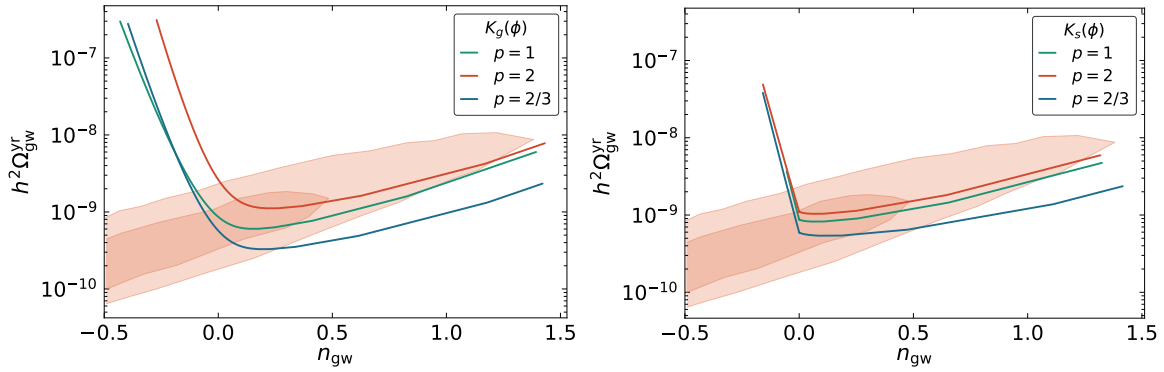 K_g(ϕ)
p = 1
p = 2
p = 2/3
10⁻⁷
10⁻⁸
10⁻⁹
10⁻¹⁰
h²Ω_gw^yr
−0.5 0.0 0.5 1.0 1.5
n_gw
K_s(ϕ)
p = 1
p = 2
p = 2/3
10⁻⁷
10⁻⁸
10⁻⁹
10⁻¹⁰
h²Ω_gw^yr
−0.5 0.0 0.5 1.0 1.5
n_gw